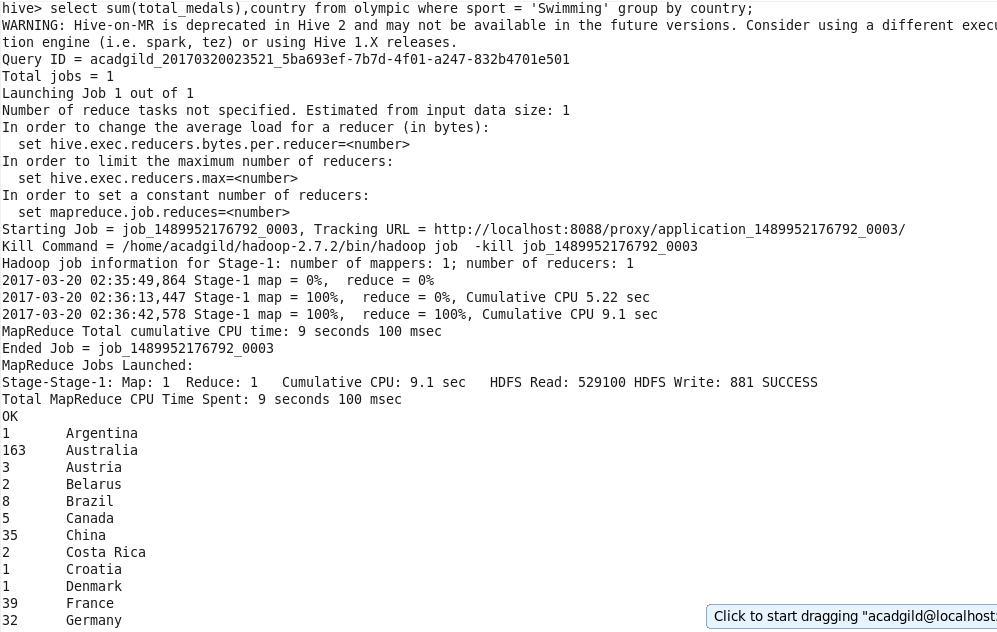 hive> select sum(total_medals),country from olympic where sport = 'Swimming' group by country;
WARNING: Hive-on-MR is deprecated in Hive 2 and may not be available in the future versions. Consider using a different execu
tion engine (i.e. spark, tez) or using Hive 1.X releases.
Query ID = acadgild_20170320023521_5ba693ef-7b7d-4f01-a247-832b4701e501
Total jobs = 1
Launching Job 1 out of 1
Number of reduce tasks not specified. Estimated from input data size: 1
In order to change the average load for a reducer (in bytes):
  set hive.exec.reducers.bytes.per.reducer=<number>
In order to limit the maximum number of reducers:
  set hive.exec.reducers.max=<number>
In order to set a constant number of reducers:
  set mapreduce.job.reduces=<number>
Starting Job = job_1489952176792_0003, Tracking URL = http://localhost:8088/proxy/application_1489952176792_0003/
Kill Command = /home/acadgild/hadoop-2.7.2/bin/hadoop job  -kill job_1489952176792_0003
Hadoop job information for Stage-1: number of mappers: 1; number of reducers: 1
2017-03-20 02:35:49,864 Stage-1 map = 0%,  reduce = 0%
2017-03-20 02:36:13,447 Stage-1 map = 100%,  reduce = 0%, Cumulative CPU 5.22 sec
2017-03-20 02:36:42,578 Stage-1 map = 100%,  reduce = 100%, Cumulative CPU 9.1 sec
MapReduce Total cumulative CPU time: 9 seconds 100 msec
Ended Job = job_1489952176792_0003
MapReduce Jobs Launched:
Stage-Stage-1: Map: 1  Reduce: 1   Cumulative CPU: 9.1 sec   HDFS Read: 529100 HDFS Write: 881 SUCCESS
Total MapReduce CPU Time Spent: 9 seconds 100 msec
OK
1       Argentina
163     Australia
3       Austria
2       Belarus
8       Brazil
5       Canada
35      China
2       Costa Rica
1       Croatia
1       Denmark
39      France
32      Germany
Click to start dragging "acadgild@localhost: